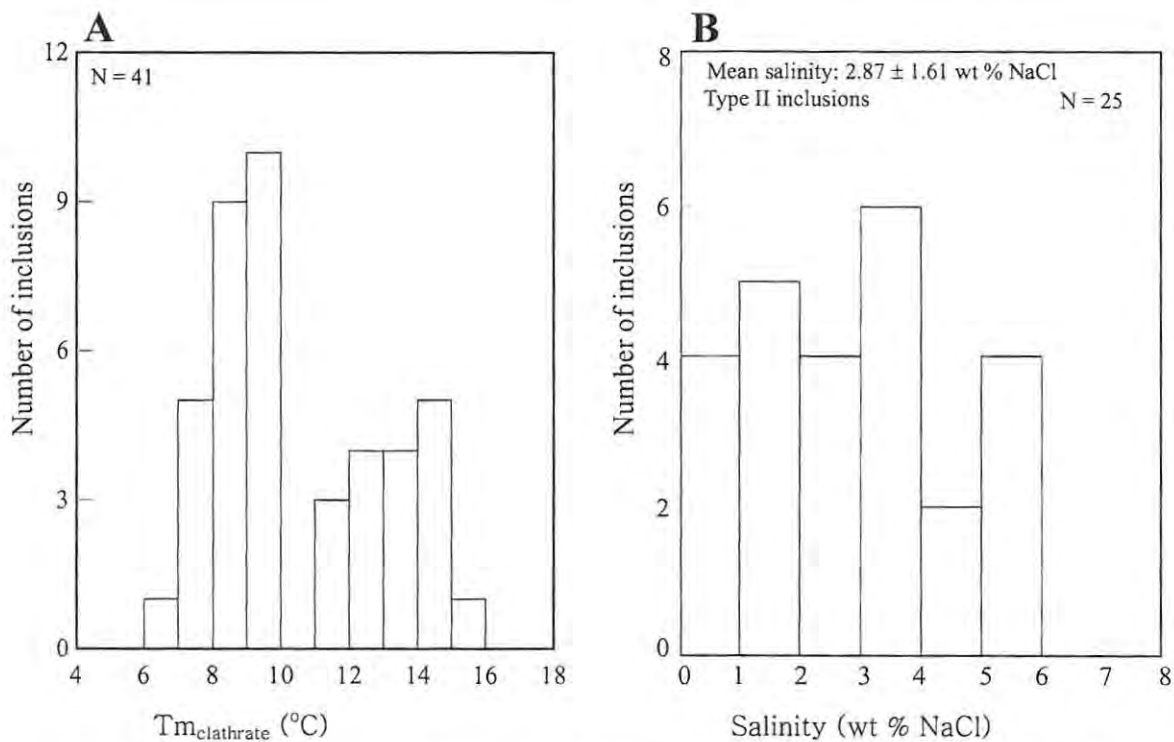 A
12
N = 41
9
6
3
0
Number of inclusions
4
6
8
10
12
14
16
18
Tmclathrate (°C)
B
8
Mean salinity: 2.87 ± 1.61 wt % NaCl
Type II inclusions
N = 25
6
4
2
0
Number of inclusions
0
1
2
3
4
5
6
7
8
Salinity (wt % NaCl)